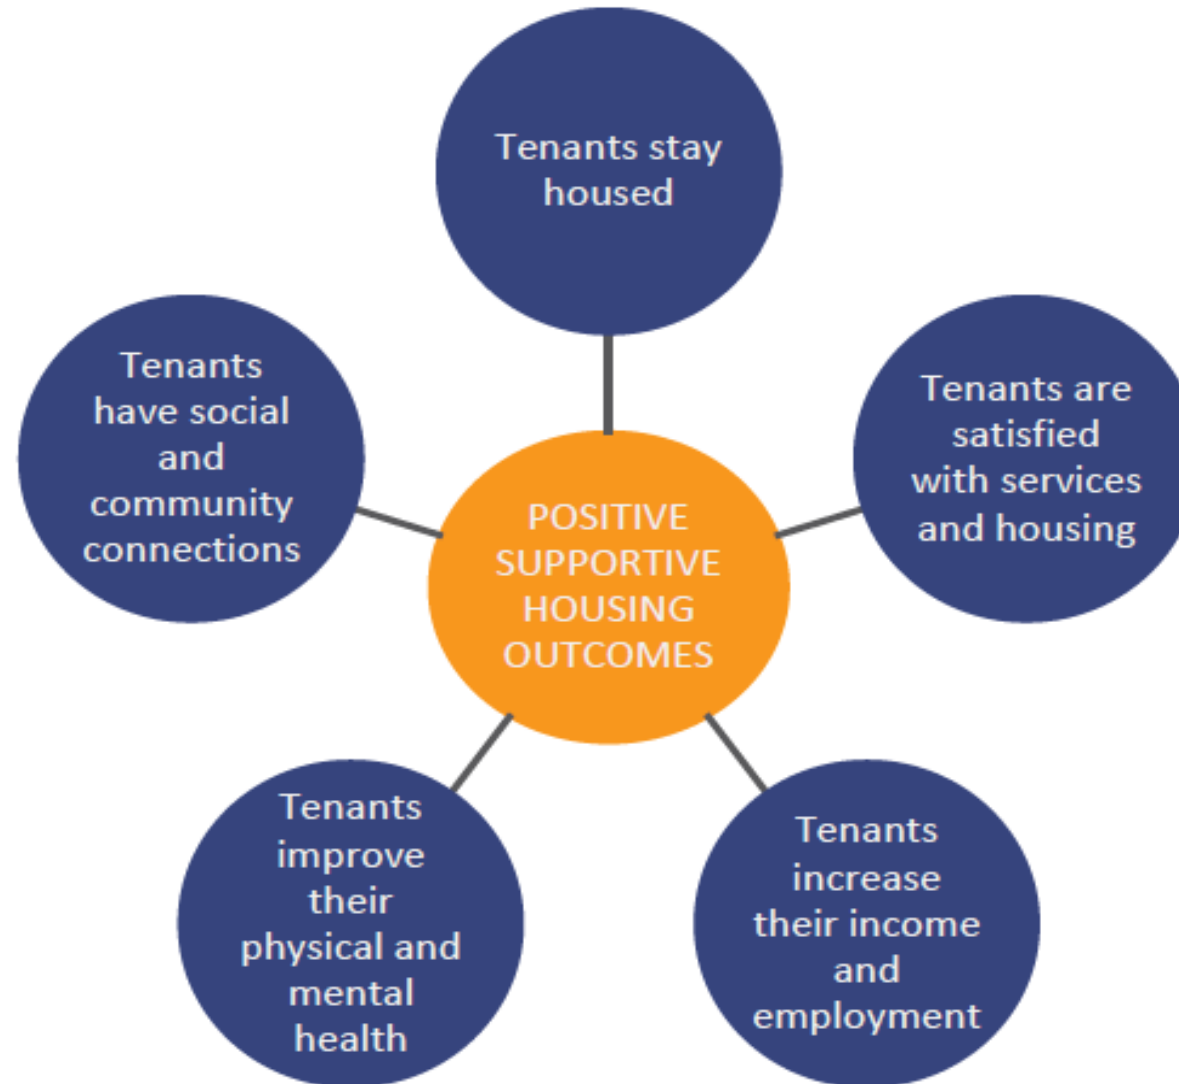 Tenants stay
housed
Tenants
have social
and
community
connections
Tenants are
satisfied
with services
and housing
POSITIVE
SUPPORTIVE
HOUSING
OUTCOMES
Tenants
improve
their
physical and
mental
health
Tenants
increase
their income
and
employment